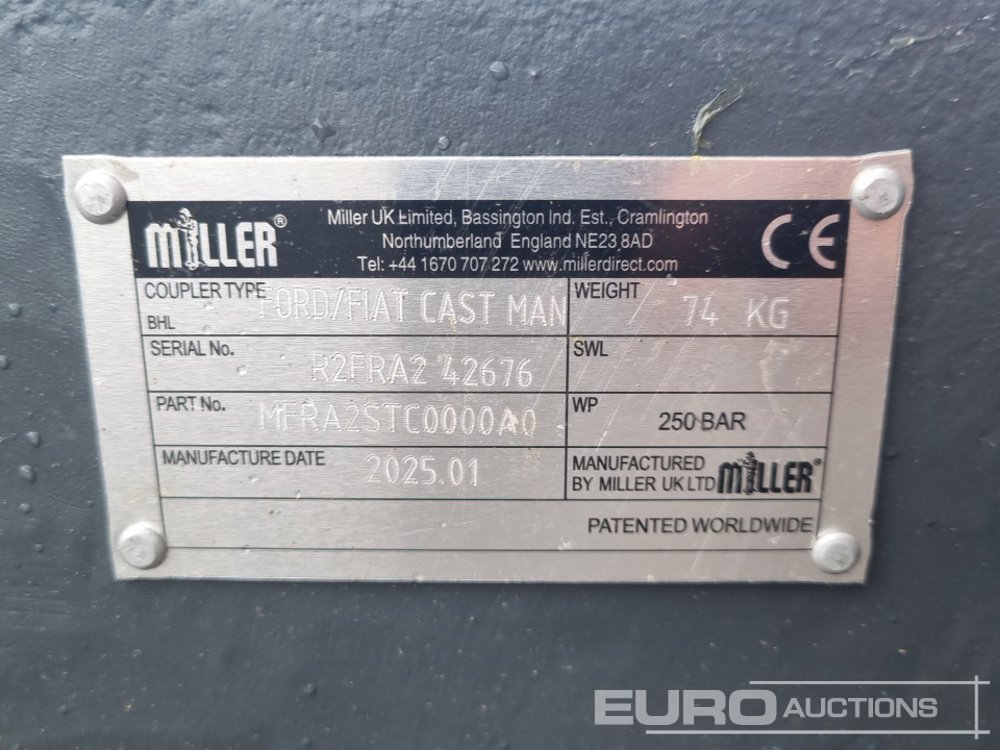 MILLER®
Miller UK Limited, Bassington Ind. Est., Cramlington
Northumberland England NE23 8AD
Tel: +44 1670 707 272 www.millerdirect.com
CE
COUPLER TYPE
BHL
FORD/FIAT CAST MAN
WEIGHT
74 KG
SERIAL No.
R2FRA2 42676
SWL
PART No.
MFRA2STC0000A0
WP
250 BAR
MANUFACTURE DATE
2025.01
MANUFACTURED
BY MILLER UK LTD
MILLER®
PATENTED WORLDWIDE
EURO AUCTIONS